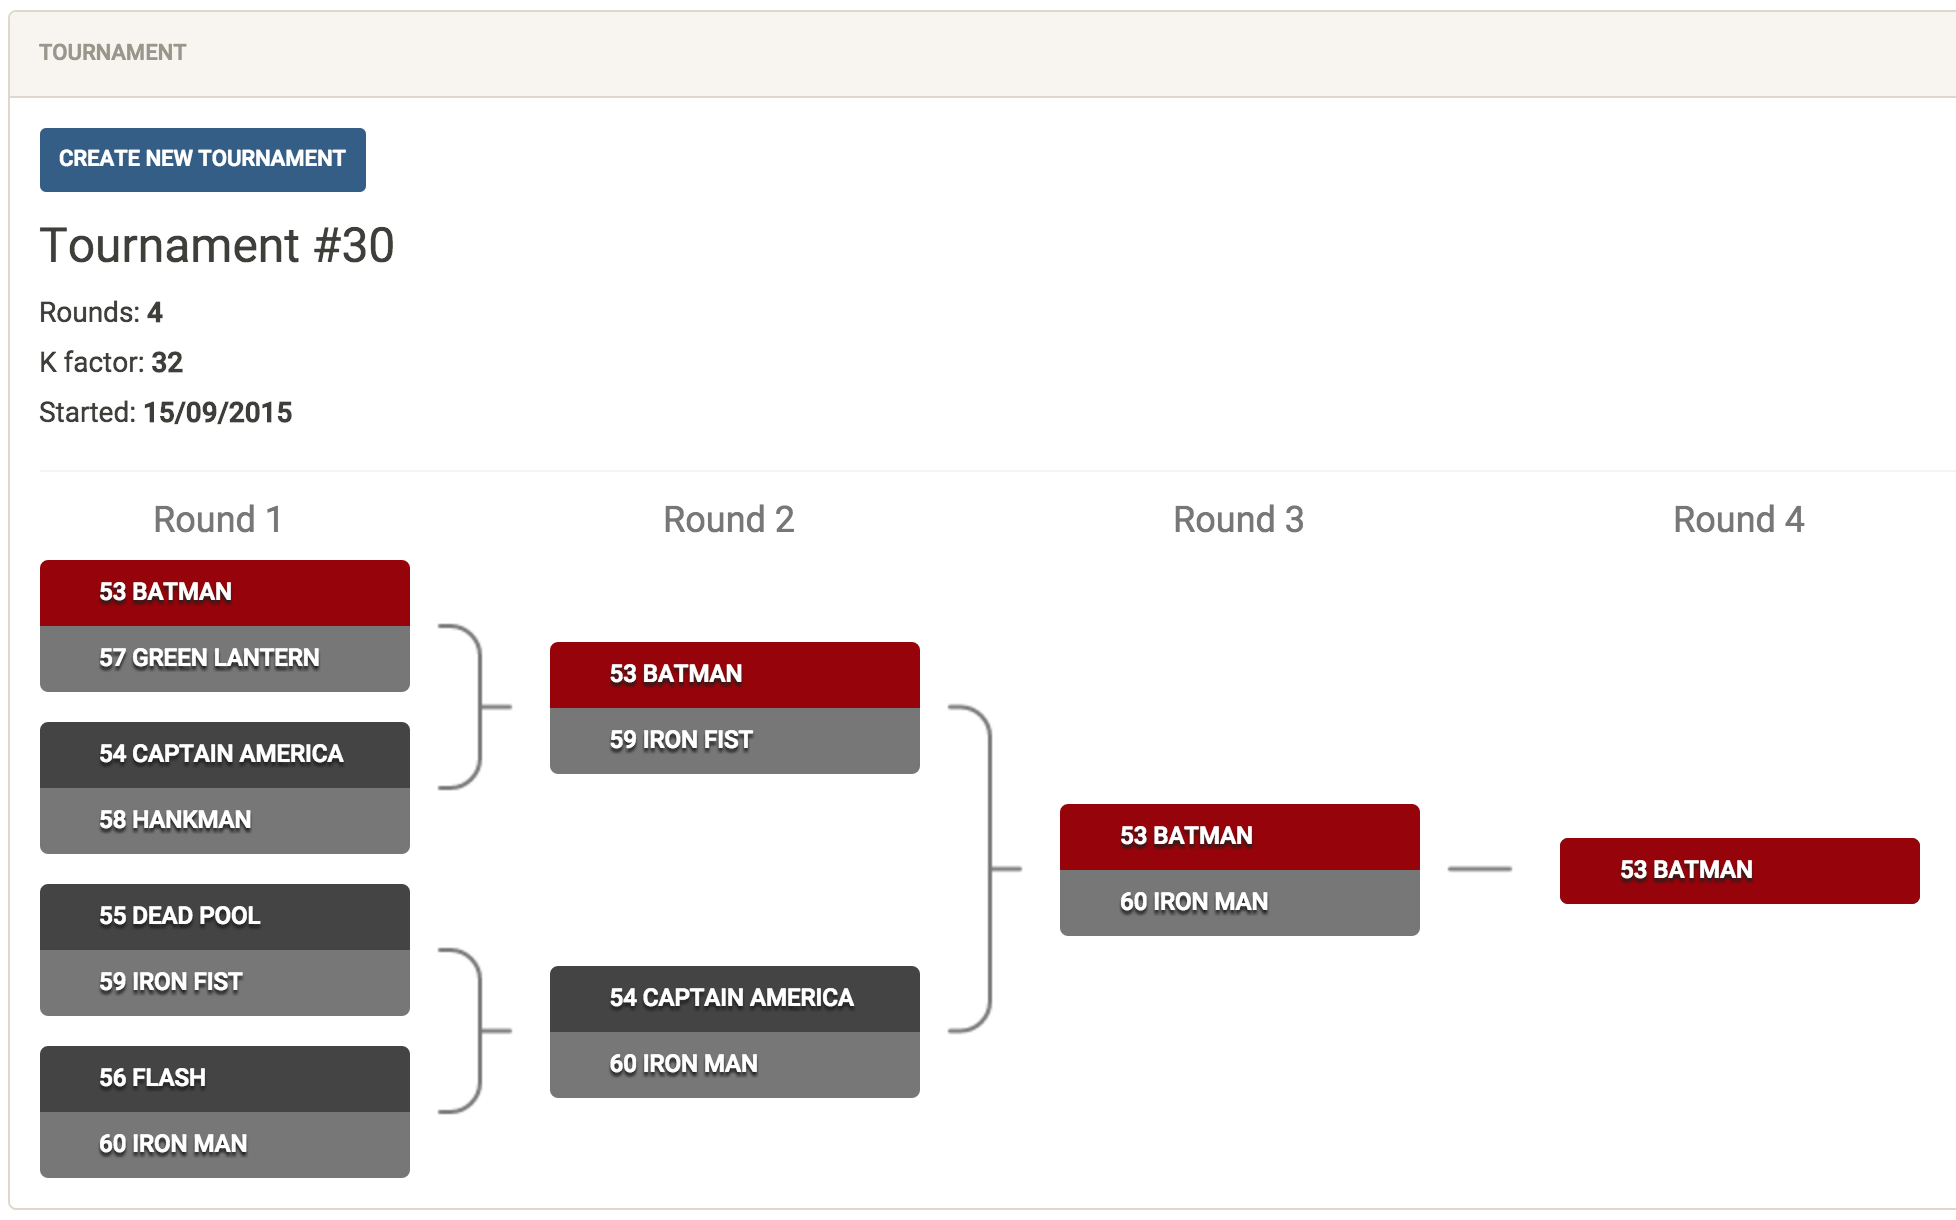 TOURNAMENT
CREATE NEW TOURNAMENT
Tournament #30
Rounds: 4
K factor: 32
Started: 15/09/2015
Round 1
Round 2
Round 3
Round 4
53 BATMAN
57 GREEN LANTERN
54 CAPTAIN AMERICA
58 HANKMAN
55 DEAD POOL
59 IRON FIST
56 FLASH
60 IRON MAN
53 BATMAN
59 IRON FIST
54 CAPTAIN AMERICA
60 IRON MAN
53 BATMAN
60 IRON MAN
53 BATMAN